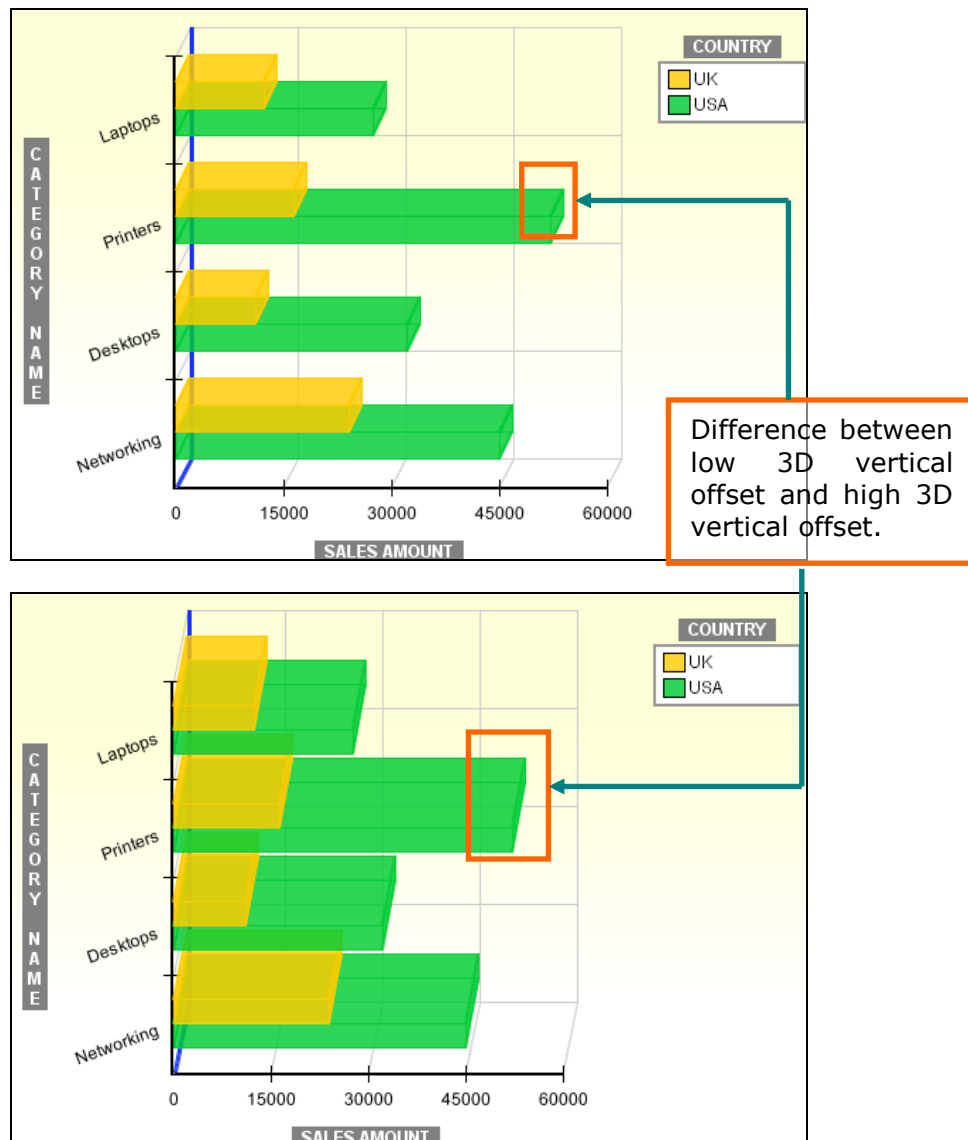 COUNTRY
UK
USA
CATEGORY NAME
Laptops
Printers
Desktops
Networking
0 15000 30000 45000 60000
SALES AMOUNT
Difference between
low 3D vertical
offset and high 3D
vertical offset.
COUNTRY
UK
USA
CATEGORY NAME
Laptops
Printers
Desktops
Networking
0 15000 30000 45000 60000
SALES AMOUNT